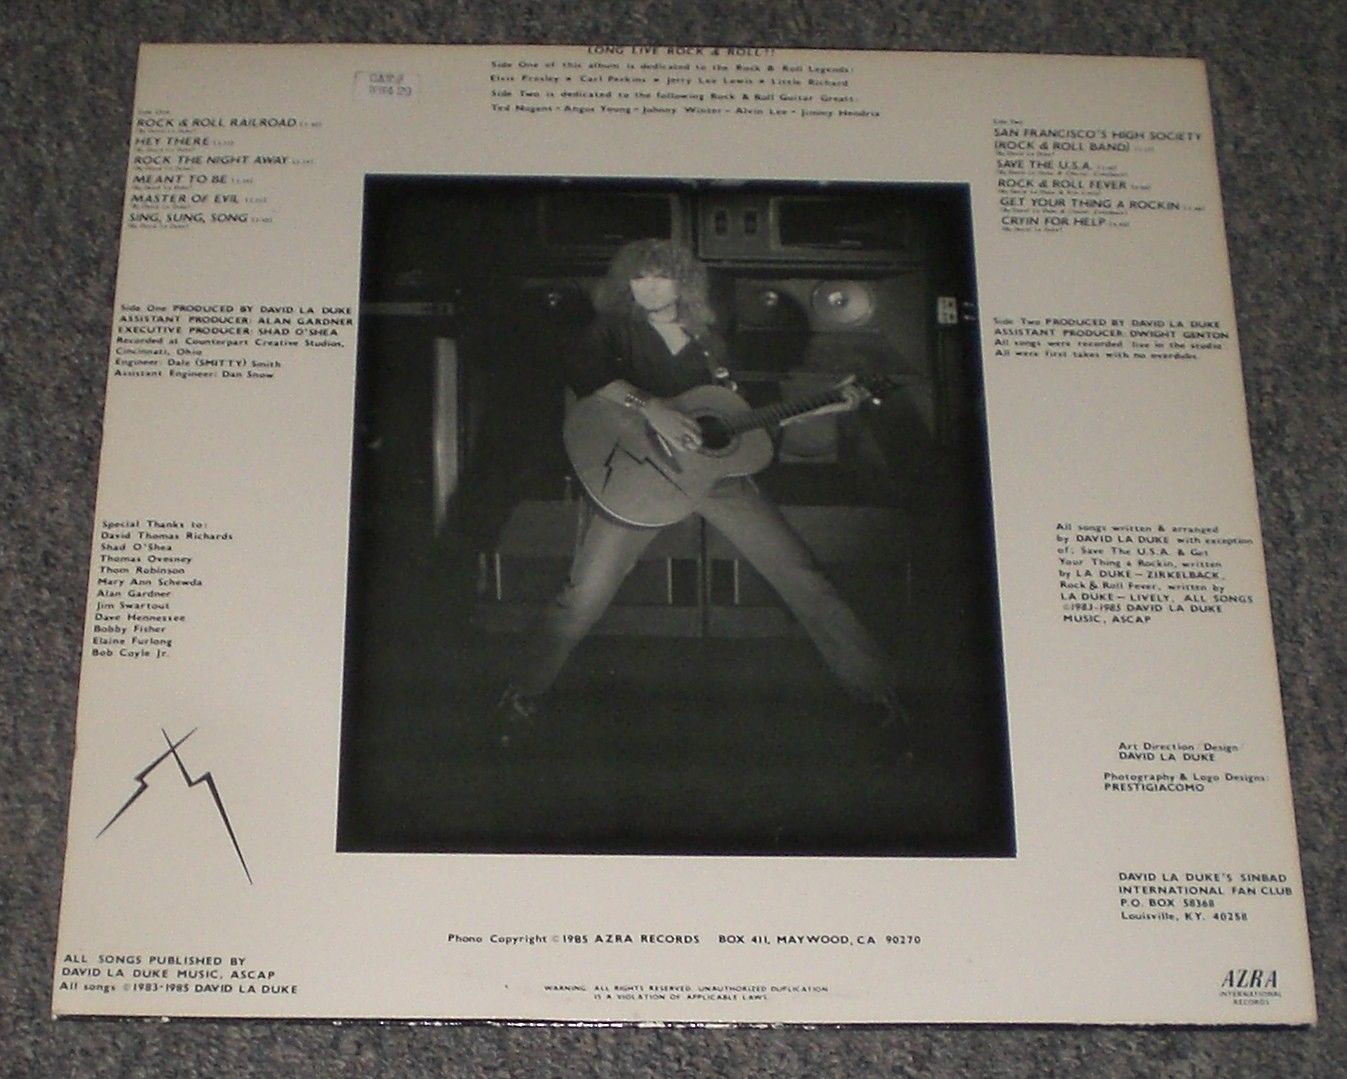 LONG LIVE ROCK & ROLL!!
Side One of this album is dedicated to the Rock & Roll Legends:
Elvis Presley • Carl Perkins • Jerry Lee Lewis • Little Richard
Side Two is dedicated to the following Rock & Roll Guitar Greats:
Ted Nugent - Angus Young - Johnny Winter - Alvin Lee - Jimmy Hendrix
Side One
ROCK & ROLL RAILROAD
HEY THERE
ROCK THE NIGHT AWAY
MEANT TO BE
MASTER OF EVIL
SING, SUNG, SONG
Side One PRODUCED BY DAVID LA DUKE
ASSISTANT PRODUCER: ALAN GARDNER
EXECUTIVE PRODUCER: SHAD O'SHEA
Recorded at Counterpart Creative Studios,
Cincinnati, Ohio
Engineer: Dale (SMITTY) Smith
Assistant Engineer: Dan Snow
Special Thanks to:
David Thomas Richards
Shad O'Shea
Thomas Ovesney
Thom Robinson
Mary Ann Schewda
Alan Gardner
Jim Swartout
Dave Hennessee
Bobby Fisher
Elaine Furlong
Bob Coyle Jr.
ALL SONGS PUBLISHED BY
DAVID LA DUKE MUSIC, ASCAP
All songs ©1983-1985 DAVID LA DUKE
Side Two
SAN FRANCISCO'S HIGH SOCIETY
(ROCK & ROLL BAND)
SAVE THE U.S.A.
ROCK & ROLL FEVER
GET YOUR THING A ROCKIN
CRYIN FOR HELP
Side Two PRODUCED BY DAVID LA DUKE
ASSISTANT PRODUCER: DWIGHT GENTON
All songs were recorded live in the studio
All were first takes with no overdubs.
All songs written & arranged
by DAVID LA DUKE with exception
of: Save The U.S.A. & Get
Your Thing a Rockin, written
by LA DUKE — ZIRKELBACK,
Rock & Roll Fever, written by
LA DUKE — LIVELY, ALL SONGS
©1983-1985 DAVID LA DUKE
MUSIC, ASCAP
Art Direction/Design/
DAVID LA DUKE
Photography & Logo Designs:
PRESTIGIACOMO
DAVID LA DUKE'S SINBAD
INTERNATIONAL FAN CLUB
P.O. BOX 58368
Louisville, KY. 40258
Phono Copyright ©1985 AZRA RECORDS BOX 411, MAYWOOD, CA 90270
WARNING: ALL RIGHTS RESERVED. UNAUTHORIZED DUPLICATION
IS A VIOLATION OF APPLICABLE LAWS.
AZRA
INTERNATIONAL
RECORDS